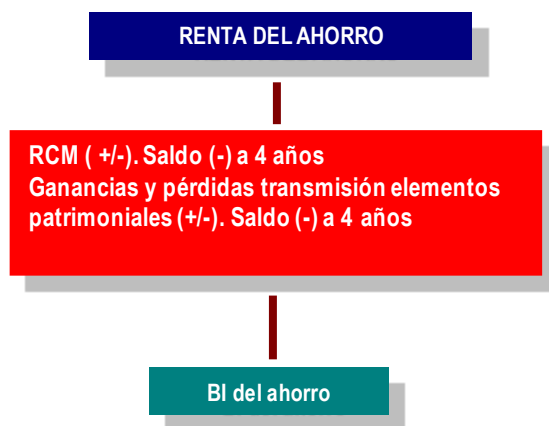 RENTA DEL AHORRO
RCM ( +/-). Saldo (-) a 4 años
Ganancias y pérdidas transmisión elementos
patrimoniales (+/-). Saldo (-) a 4 años
BI del ahorro